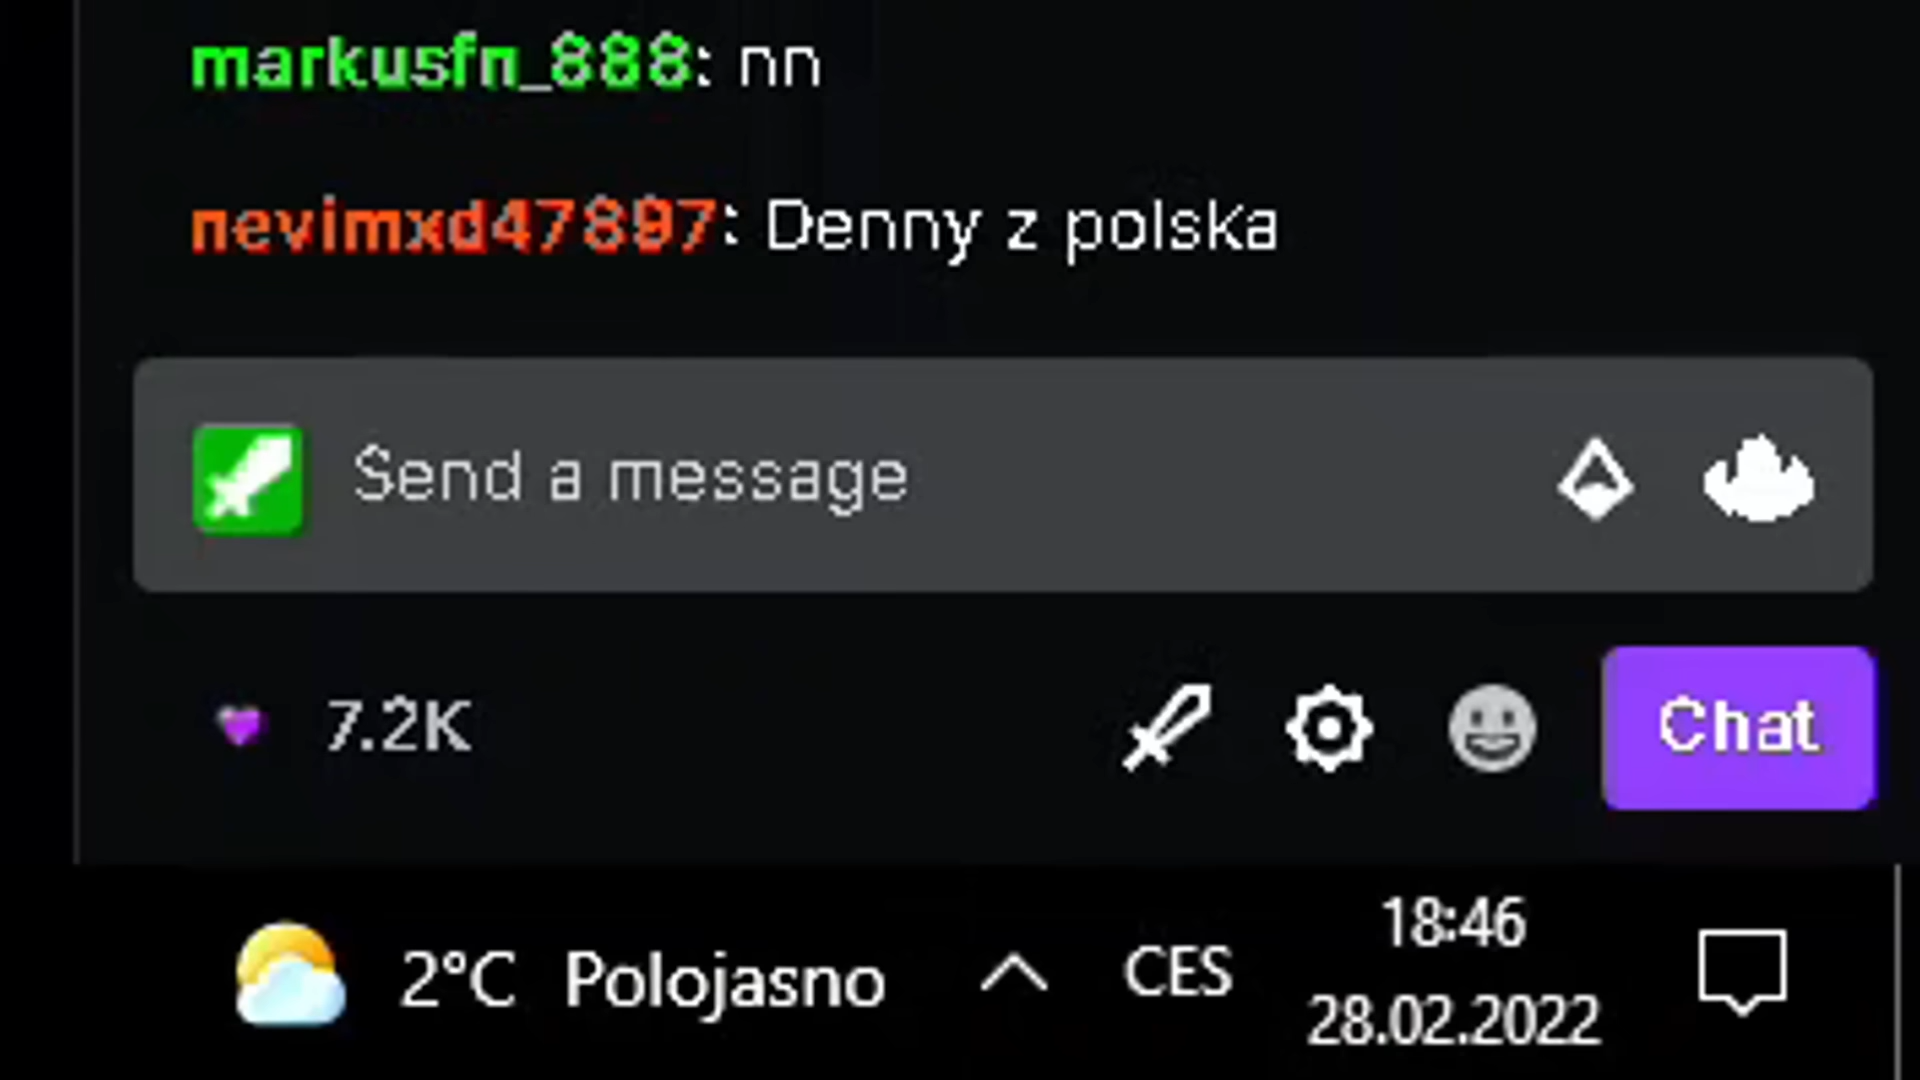 markusfn_888: nn
nevimxd47897: Denny z polska
Send a message
7.2K
Chat
2°C Polojasno
CES
18:46
28.02.2022